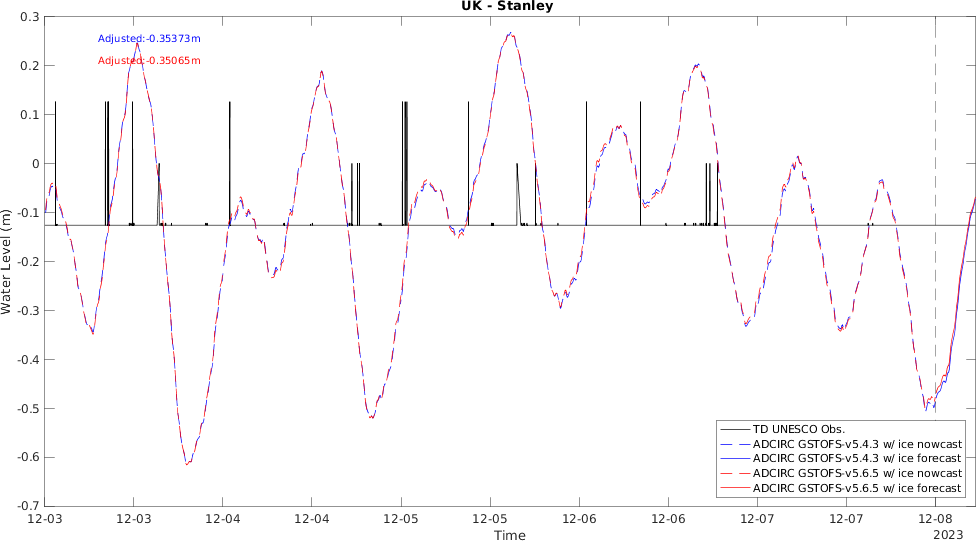 UK - Stanley
Adjusted:-0.35373m
Adjusted:-0.35065m
0.3
0.2
0.1
0
-0.1
-0.2
-0.3
-0.4
-0.5
-0.6
-0.7
Water Level (m)
TD UNESCO Obs.
ADCIRC GSTOFS-v5.4.3 w/ ice nowcast
ADCIRC GSTOFS-v5.4.3 w/ ice forecast
ADCIRC GSTOFS-v5.6.5 w/ ice nowcast
ADCIRC GSTOFS-v5.6.5 w/ ice forecast
12-03 12-03 12-04 12-04 12-05 12-05 12-06 12-06 12-07 12-07 12-08
2023
Time